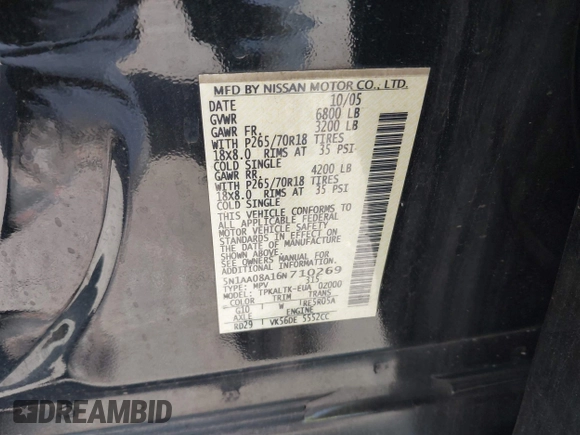 MFD BY NISSAN MOTOR CO., LTD.
DATE 10/05
GVWR 6800 LB
GAWR FR. 3200 LB
WITH P265/70R18 TIRES
18X8.0 RIMS AT 35 PSI
COLD SINGLE
GAWR RR. 4200 LB
WITH P265/70R18 TIRES
18X8.0 RIMS AT 35 PSI
COLD SINGLE
THIS VEHICLE CONFORMS TO
ALL APPLICABLE FEDERAL
MOTOR VEHICLE SAFETY
STANDARDS IN EFFECT ON
THE DATE OF MANUFACTURE
SHOWN ABOVE.
SEE OWNERS MANUAL FOR
ADDITIONAL INFORMATION
5N1AA08A16N710269
TYPE: MPV 315
MODEL: TPKALTK-EUA 02000
COLOR TRIM TRANS
G10 W RE5R05A
AXLE ENGINE
RD29 VK56DE 5552CC
DREAMBID